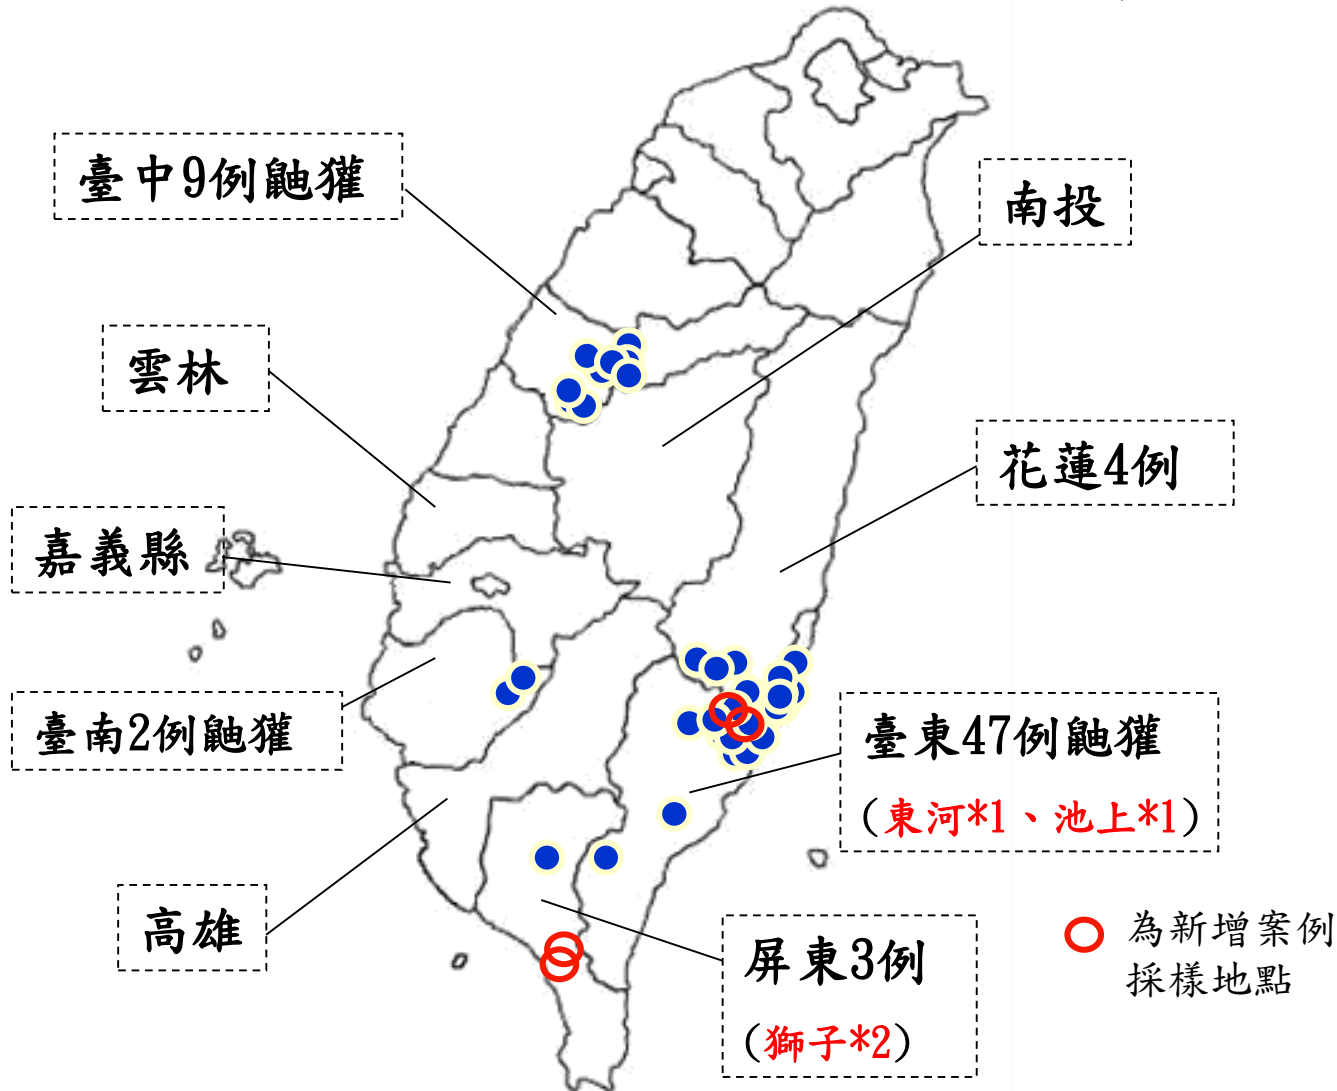 臺中9例鼬獾
南投
雲林
花蓮4例
嘉義縣
臺南2例鼬獾
臺東47例鼬獾
(東河*1、池上*1)
高雄
屏東3例
(獅子*2)
為新增案例
採樣地點